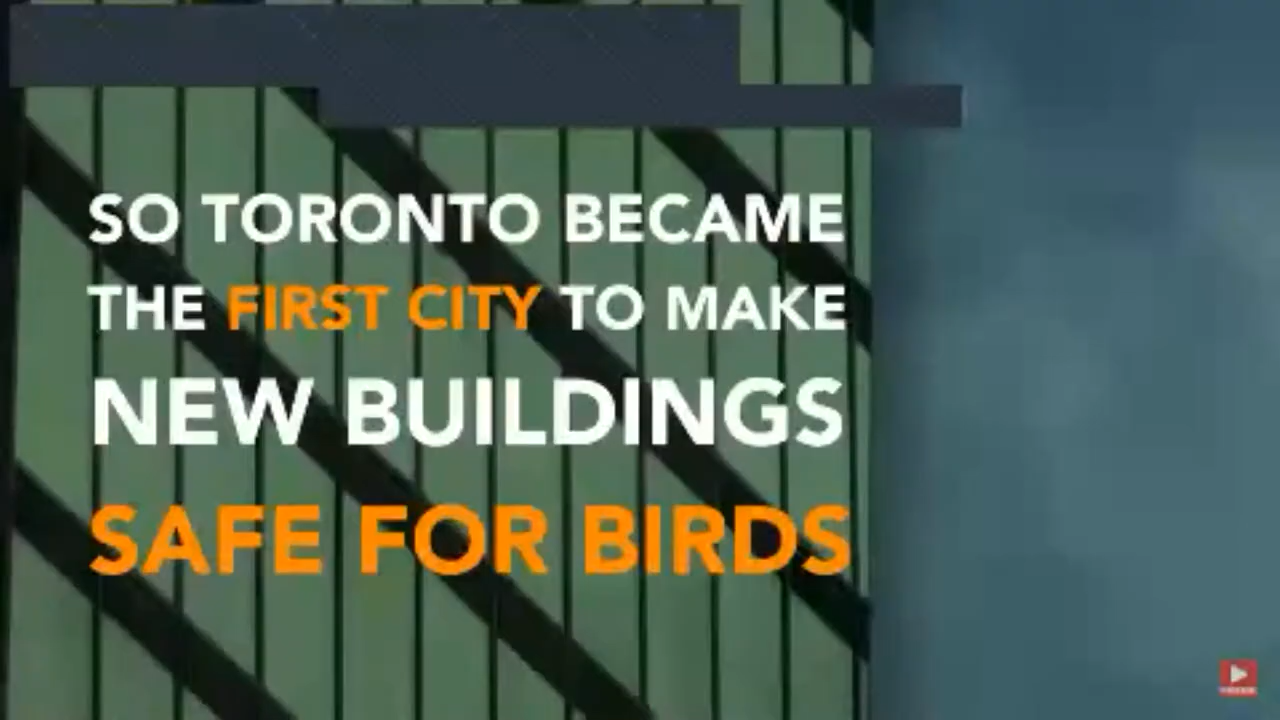 SO TORONTO BECAME
THE FIRST CITY TO MAKE
NEW BUILDINGS
SAFE FOR BIRDS